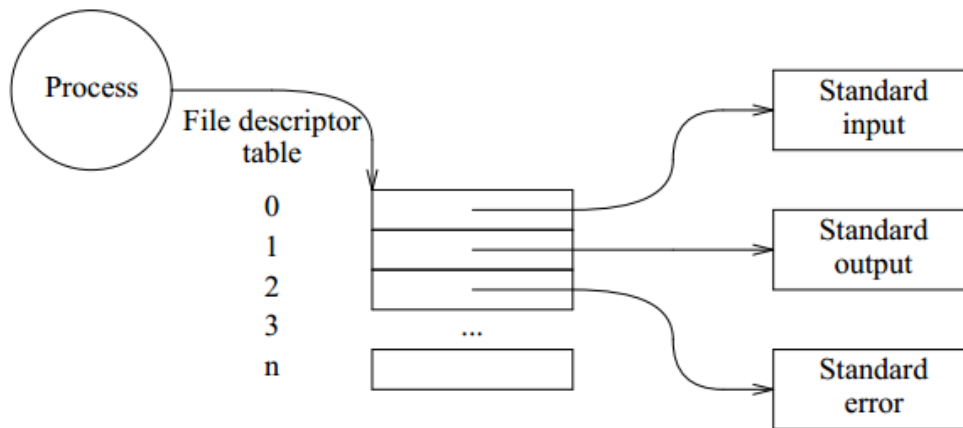 Process
File descriptor
table
0
1
2
3
n
...
Standard
input
Standard
output
Standard
error